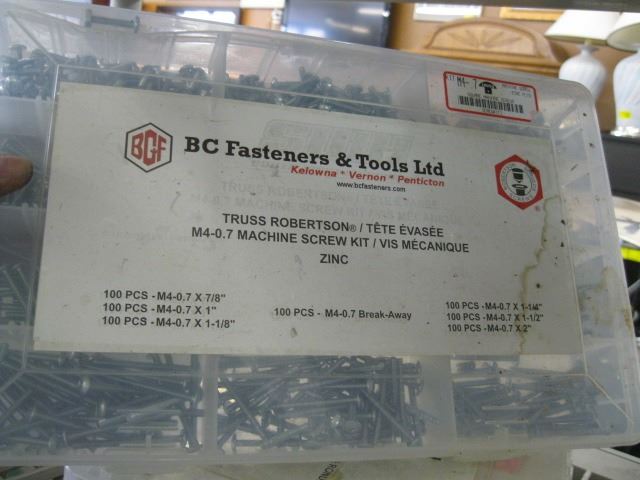 KIT M4-7
BCF
BC Fasteners & Tools Ltd
Kelowna * Vernon * Penticton
www.bcfasteners.com
TRUSS ROBERTSON® / TÊTE ÉVASÉE
M4-0.7 MACHINE SCREW KIT / VIS MÉCANIQUE
ZINC
100 PCS - M4-0.7 X 7/8"
100 PCS - M4-0.7 X 1"
100 PCS - M4-0.7 X 1-1/8"
100 PCS - M4-0.7 Break-Away
100 PCS -M4-0.7 X 1-1/4"
100 PCS -M4-0.7 X 1-1/2"
100 PCS -M4-0.7 X 2"